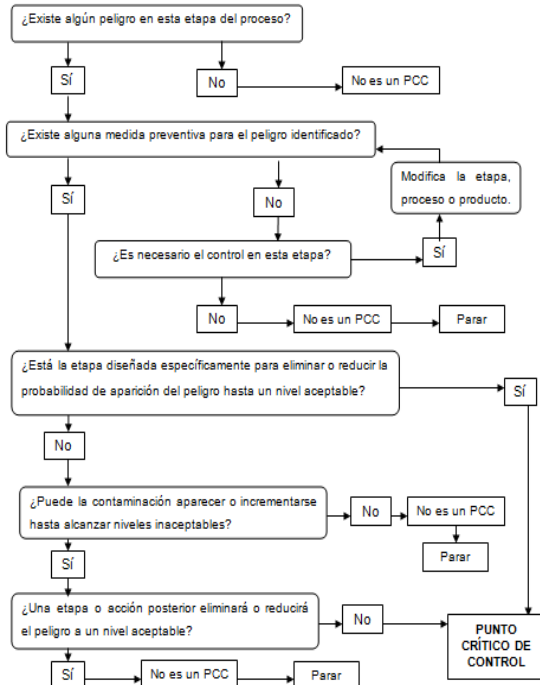 ¿Existe algún peligro en esta etapa del proceso?
Sí
No
No es un PCC
¿Existe alguna medida preventiva para el peligro identificado?
Sí
No
Modifica la etapa,
proceso o producto.
¿Es necesario el control en esta etapa?
Sí
No
No es un PCC
Parar
¿Está la etapa diseñada específicamente para eliminar o reducir la
probabilidad de aparición del peligro hasta un nivel aceptable?
Sí
No
¿Puede la contaminación aparecer o incrementarse
hasta alcanzar niveles inaceptables?
No
No es un PCC
Parar
Sí
¿Una etapa o acción posterior eliminará o reducirá
el peligro a un nivel aceptable?
No
PUNTO
CRÍTICO DE
CONTROL
Sí
No es un PCC
Parar